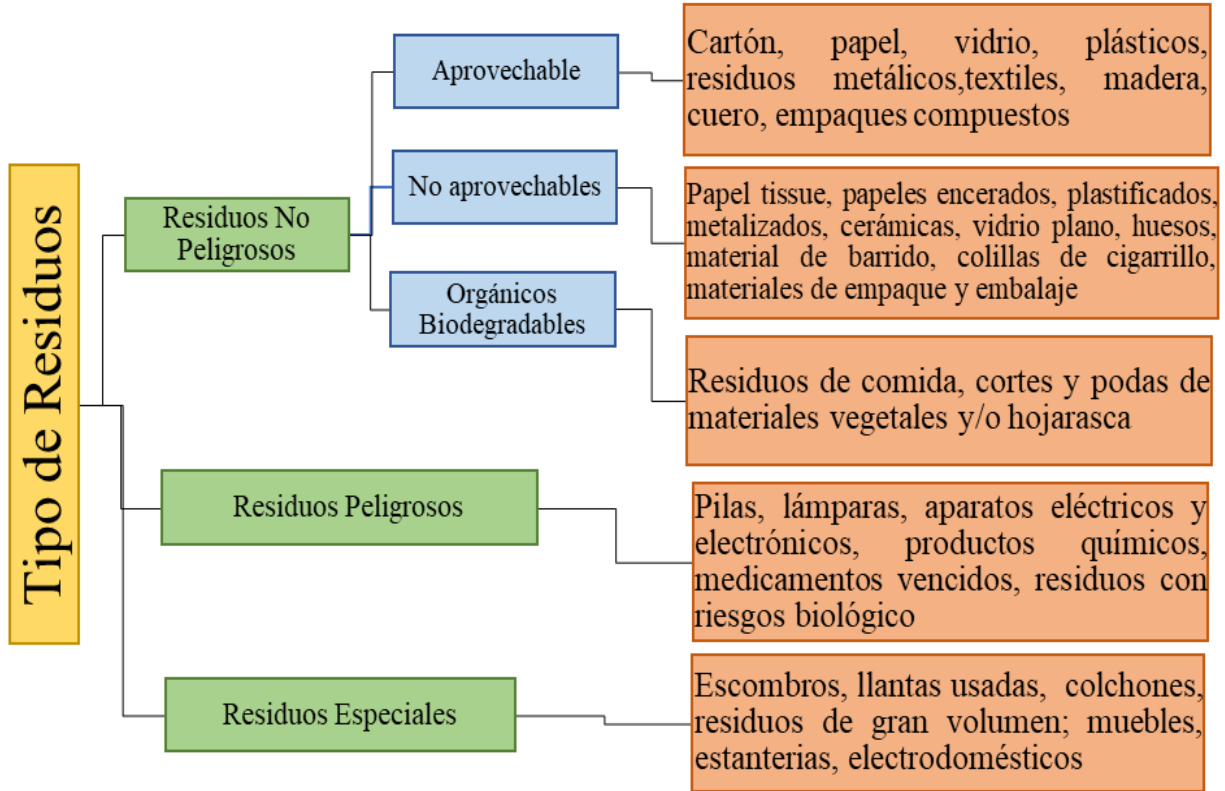 Tipo de Residuos
Residuos No
Peligrosos
Aprovechable
Cartón, papel, vidrio, plásticos,
residuos metálicos,textiles, madera,
cuero, empaques compuestos
No aprovechables
Papel tissue, papeles encerados, plastificados,
metalizados, cerámicas, vidrio plano, huesos,
material de barrido, colillas de cigarrillo,
materiales de empaque y embalaje
Orgánicos
Biodegradables
Residuos de comida, cortes y podas de
materiales vegetales y/o hojarasca
Residuos Peligrosos
Pilas, lámparas, aparatos eléctricos y
electrónicos, productos químicos,
medicamentos vencidos, residuos con
riesgos biológico
Residuos Especiales
Escombros, llantas usadas, colchones,
residuos de gran volumen; muebles,
estanterias, electrodomésticos